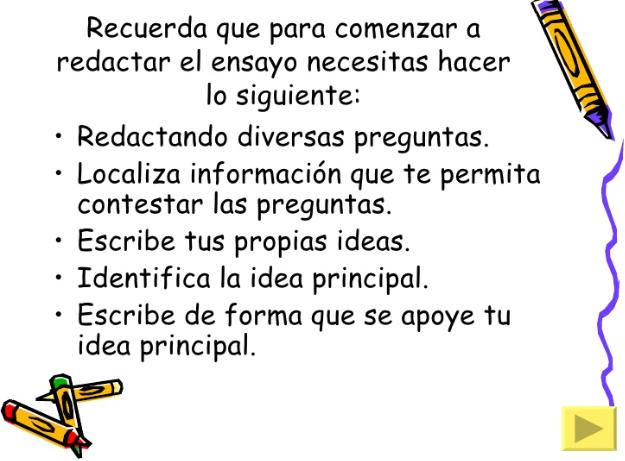 Recuerda que para comenzar a
redactar el ensayo necesitas hacer
lo siguiente:
• Redactando diversas preguntas.
• Localiza información que te permita
contestar las preguntas.
• Escribe tus propias ideas.
• Identifica la idea principal.
• Escribe de forma que se apoye tu
idea principal.